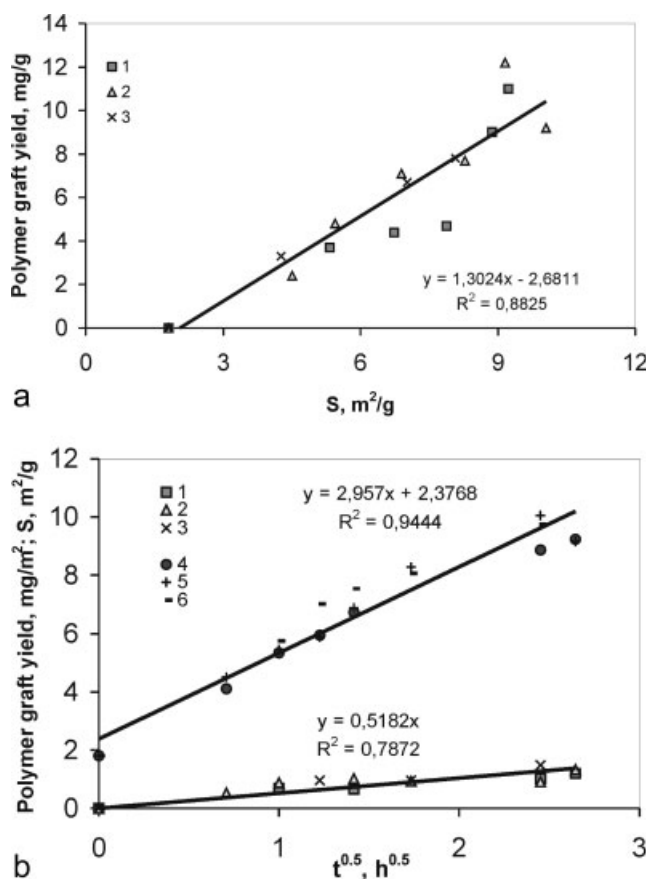 Polymer graft yield, mg/g
14
12
10
8
6
4
2
0
1
2
3
y = 1,3024x - 2,6811
R² = 0,8825
0 3 6 9 12
S, m²/g
a
Polymer graft yield, mg/m²; S, m²/g
12
10
8
6
4
2
0
1
2
3
4
5
6
y = 2,957x + 2,3768
R² = 0,9444
y = 0,5182x
R² = 0,7872
0 1 2 3
t⁰·⁵, h⁰·⁵
b